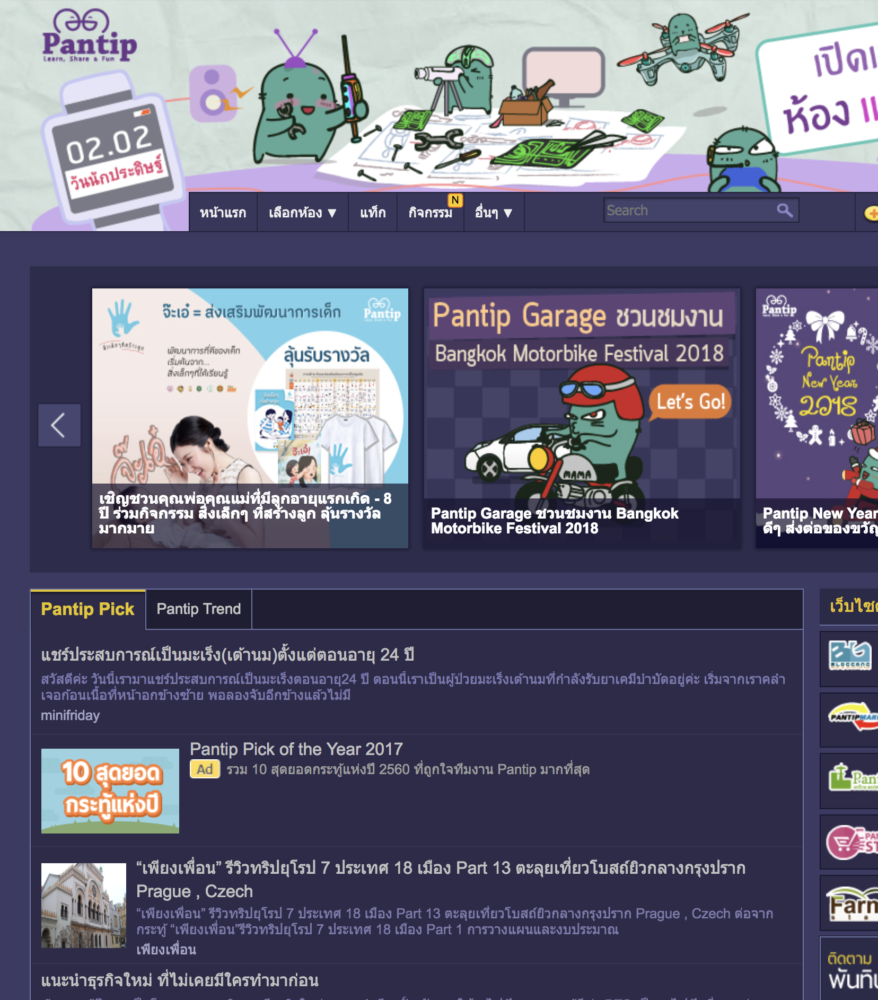 Pantip
Learn, Share & Fun
02.02
วันนักประดิษฐ์
ห้อง
หน้าแรก
เลือกห้อง ▼
แท็ก
กิจกรรม
N
อื่นๆ ▼
Search
จ๊ะเอ๋ = ส่งเสริมพัฒนาการเด็ก
Pantip
สิ่งเล็กๆที่สร้างลูก
พัฒนาการที่ดีของเด็ก
เริ่มต้นจาก...
สิ่งเล็กๆที่ได้เรียนรู้
ลุ้นรับรางวัล
จ๊ะเอ๋
จ๊ะเอ๋!
เชิญชวนคุณพ่อคุณแม่ที่มีลูกอายุแรกเกิด - 8
ปี ร่วมกิจกรรม สิ่งเล็กๆ ที่สร้างลูก ลุ้นรางวัล
มากมาย
Pantip Garage ชวนชมงาน
Bangkok Motorbike Festival 2018
Let's Go!
MAMA
Pantip Garage ชวนชมงาน Bangkok
Motorbike Festival 2018
Pantip
Pantip
New Year
2018
Pantip New Year
ดีๆ ส่งต่อของขวัญ
Pantip Pick
Pantip Trend
แชร์ประสบการณ์เป็นมะเร็ง(เต้านม)ตั้งแต่ตอนอายุ 24 ปี
สวัสดีค่ะ วันนี้เรามาแชร์ประสบการณ์เป็นมะเร็งตอนอายุ24 ปี ตอนนี้เราเป็นผู้ป่วยมะเร็งเต้านมที่กำลังรับยาเคมีบำบัดอยู่ค่ะ เริ่มจากเราคลำ
เจอก้อนเนื้อที่หน้าอกข้างซ้าย พอลองจับอีกข้างแล้วไม่มี
minifriday
10 สุดยอด
กระทู้แห่งปี
Pantip Pick of the Year 2017
Ad รวม 10 สุดยอดกระทู้แห่งปี 2560 ที่ถูกใจทีมงาน Pantip มากที่สุด
“เพียงเพื่อน” รีวิวทริปยุโรป 7 ประเทศ 18 เมือง Part 13 ตะลุยเที่ยวโบสถ์ยิวกลางกรุงปราก
Prague , Czech
“เพียงเพื่อน” รีวิวทริปยุโรป 7 ประเทศ 18 เมือง Part 13 ตะลุยเที่ยวโบสถ์ยิวกลางกรุงปราก Prague , Czech ต่อจาก
กระทู้ “เพียงเพื่อน”รีวิวทริปยุโรป 7 ประเทศ 18 เมือง Part 1 การวางแผนและงบประมาณ
เพียงเพื่อน
แนะนำธุรกิจใหม่ ที่ไม่เคยมีใครทำมาก่อน
BLOGGANG
Farm
ติดตาม